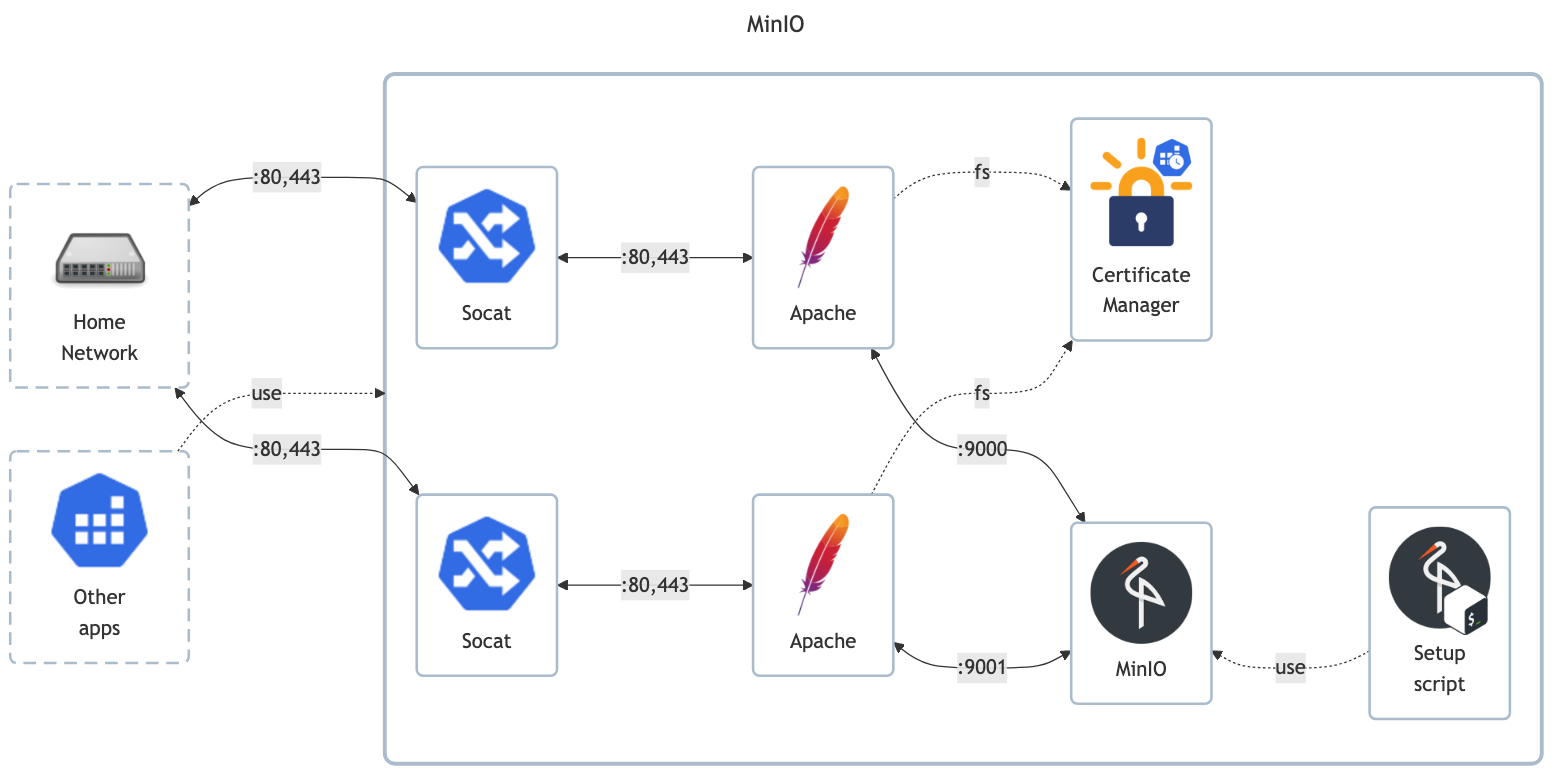 MinIO
:80,443
Home
Network
Socat
:80,443
Apache
fs
Certificate
Manager
use
:80,443
fs
:9000
Other
apps
Socat
:80,443
Apache
:9001
MinIO
use
$_
Setup
script